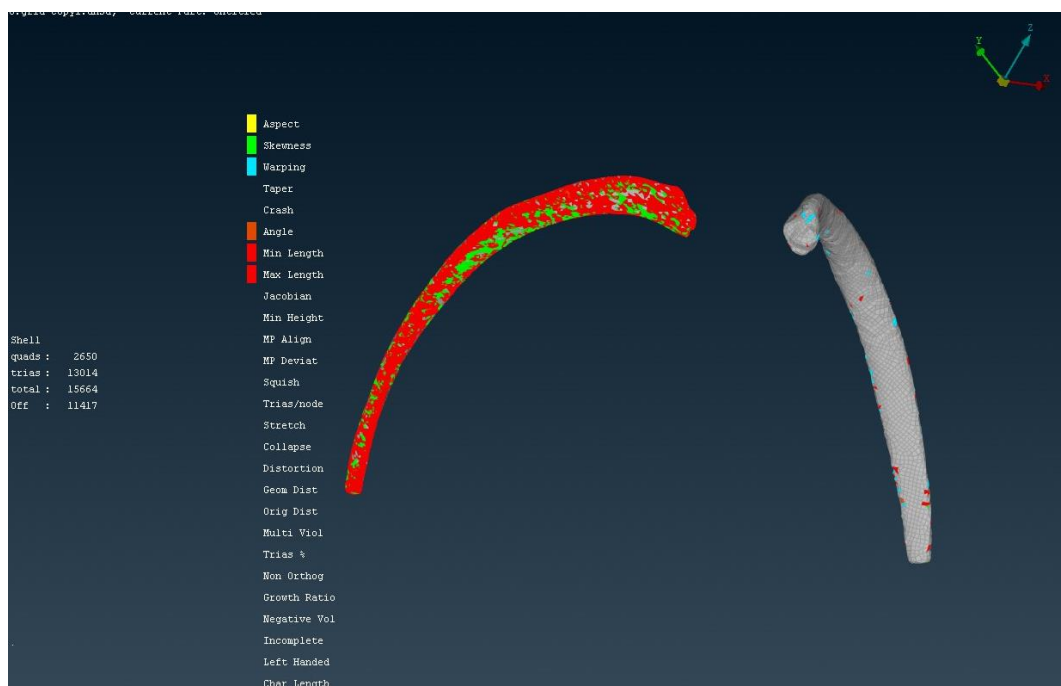 Z
Y
X
Aspect
Skewness
Warping
Taper
Crash
Angle
Min Length
Max Length
Jacobian
Min Height
MP Align
MP Deviat
Squish
Trias/node
Stretch
Collapse
Distortion
Geom Dist
Orig Dist
Multi Viol
Trias %
Non Orthog
Growth Ratio
Negative Vol
Incomplete
Left Handed
Char Length
Shell
quads : 2650
trias : 13014
total : 15664
Off : 11417